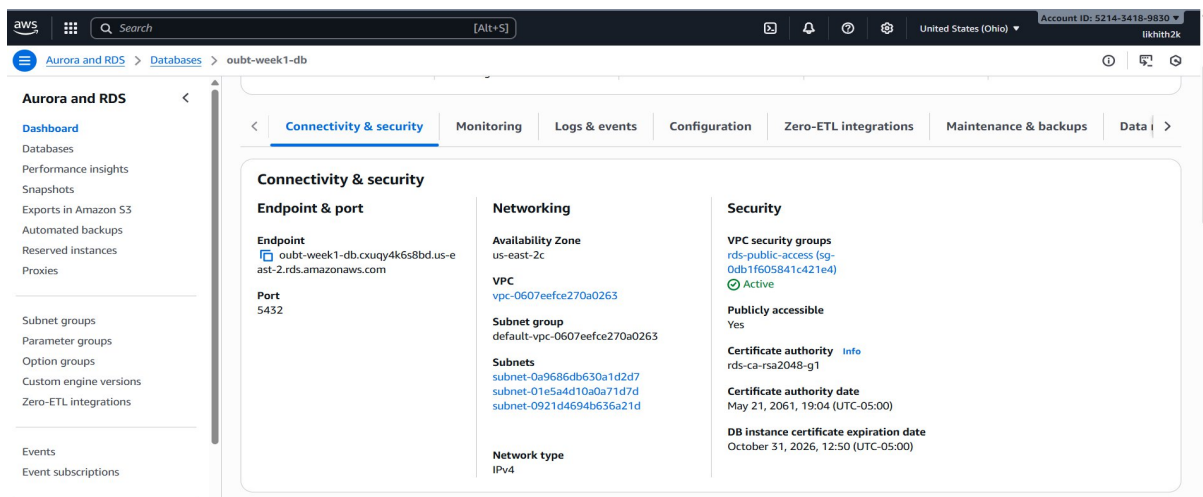 aws
Search
[Alt+S]
United States (Ohio)
Account ID: 5214-3418-9830
likhith2k
Aurora and RDS > Databases > oubt-week1-db
Aurora and RDS
Dashboard
Databases
Performance insights
Snapshots
Exports in Amazon S3
Automated backups
Reserved instances
Proxies
Subnet groups
Parameter groups
Option groups
Custom engine versions
Zero-ETL integrations
Events
Event subscriptions
Connectivity & security
Monitoring
Logs & events
Configuration
Zero-ETL integrations
Maintenance & backups
Data
Connectivity & security
Endpoint & port
Endpoint
oubt-week1-db.cxuqy4k6s8bd.us-e
ast-2.rds.amazonaws.com
Port
5432
Networking
Availability Zone
us-east-2c
VPC
vpc-0607eefce270a0263
Subnet group
default-vpc-0607eefce270a0263
Subnets
subnet-0a9686db630a1d2d7
subnet-01e5a4d10a0a71d7d
subnet-0921d4694b636a21d
Network type
IPv4
Security
VPC security groups
rds-public-access (sg-
0db1f605841c421e4)
Active
Publicly accessible
Yes
Certificate authority Info
rds-ca-rsa2048-g1
Certificate authority date
May 21, 2061, 19:04 (UTC-05:00)
DB instance certificate expiration date
October 31, 2026, 12:50 (UTC-05:00)